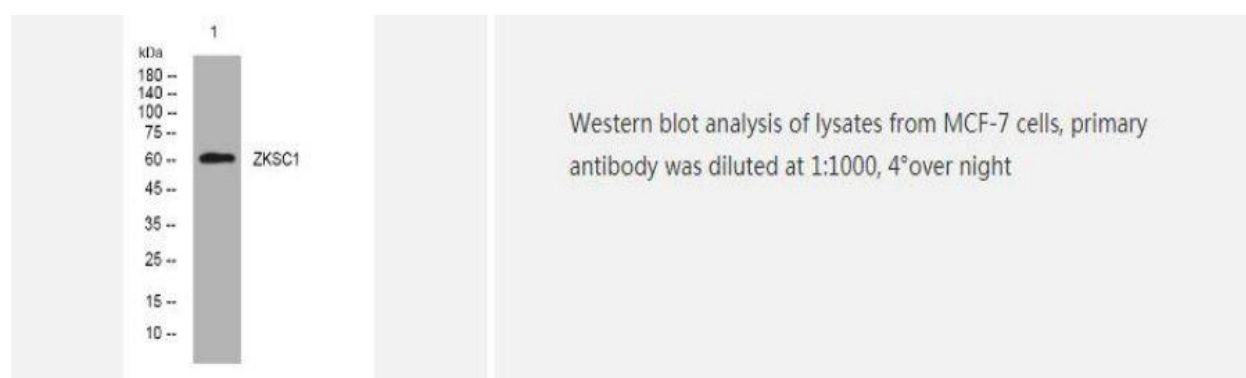 1
kDa
180 --
140 --
100 --
75 --
60 -- ZKSC1
45 --
35 --
25 --
15 --
10 --
Western blot analysis of lysates from MCF-7 cells, primary
antibody was diluted at 1:1000, 4°over night